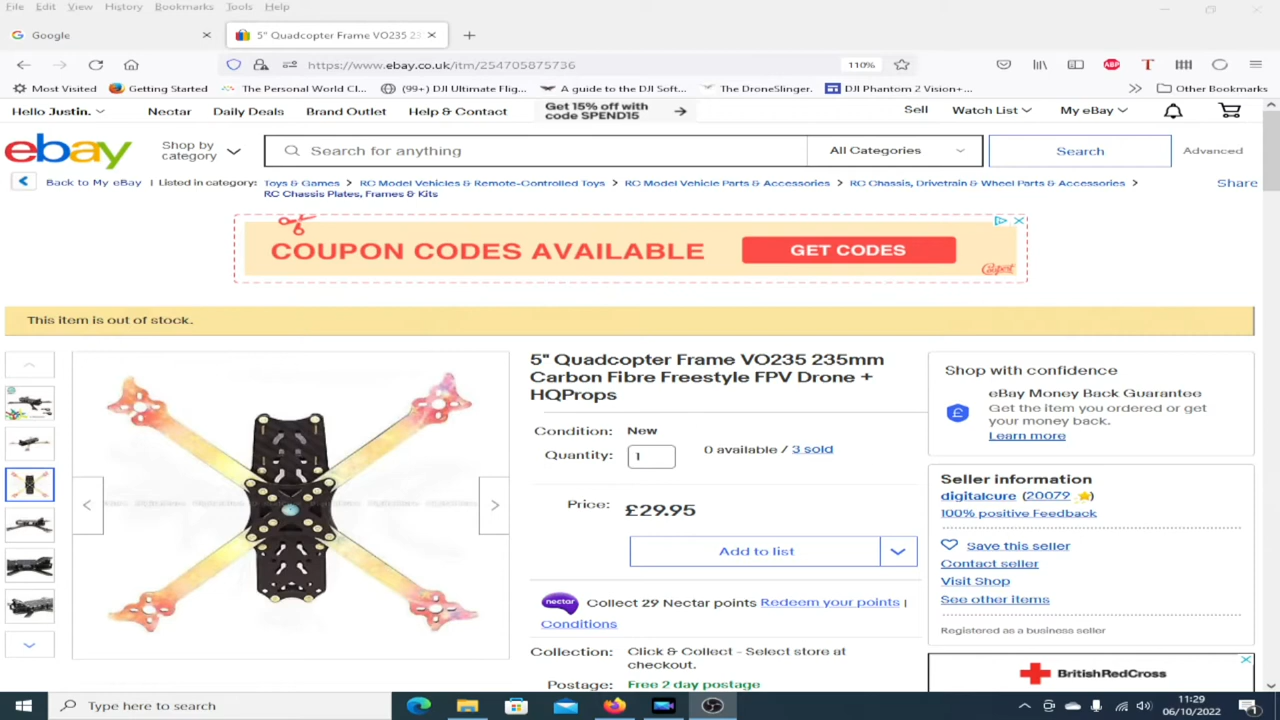 File Edit View History Bookmarks Tools Help
Google
5" Quadcopter Frame VO235 23
https://www.ebay.co.uk/itm/254705875736
110%
ABP
T
Most Visited
Getting Started
The Personal World Cl...
(99+) DJI Ultimate Flig...
A guide to the DJI Soft...
The DroneSlinger.
DJI Phantom 2 Vision+...
Other Bookmarks
Hello Justin.
Nectar
Daily Deals
Brand Outlet
Help & Contact
Get 15% off with
code SPEND15
Sell
Watch List
My eBay
ebay
Shop by
category
Search for anything
All Categories
Search
Advanced
Back to My eBay | Listed in category: Toys & Games > RC Model Vehicles & Remote-Controlled Toys > RC Model Vehicle Parts & Accessories > RC Chassis, Drivetrain & Wheel Parts & Accessories >
RC Chassis Plates, Frames & Kits
Share
COUPON CODES AVAILABLE
GET CODES
This item is out of stock.
5" Quadcopter Frame VO235 235mm
Carbon Fibre Freestyle FPV Drone +
HQProps
Condition: New
Quantity: 1
0 available / 3 sold
Price: £29.95
Add to list
nectar
Collect 29 Nectar points Redeem your points |
Conditions
Collection: Click & Collect - Select store at
checkout.
Postage: Free 2 day postage
Shop with confidence
eBay Money Back Guarantee
Get the item you ordered or get
your money back.
Learn more
Seller information
digitalcure (20079 )
100% positive Feedback
Save this seller
Contact seller
Visit Shop
See other items
Registered as a business seller
BritishRedCross
Type here to search
11:29
06/10/2022
1